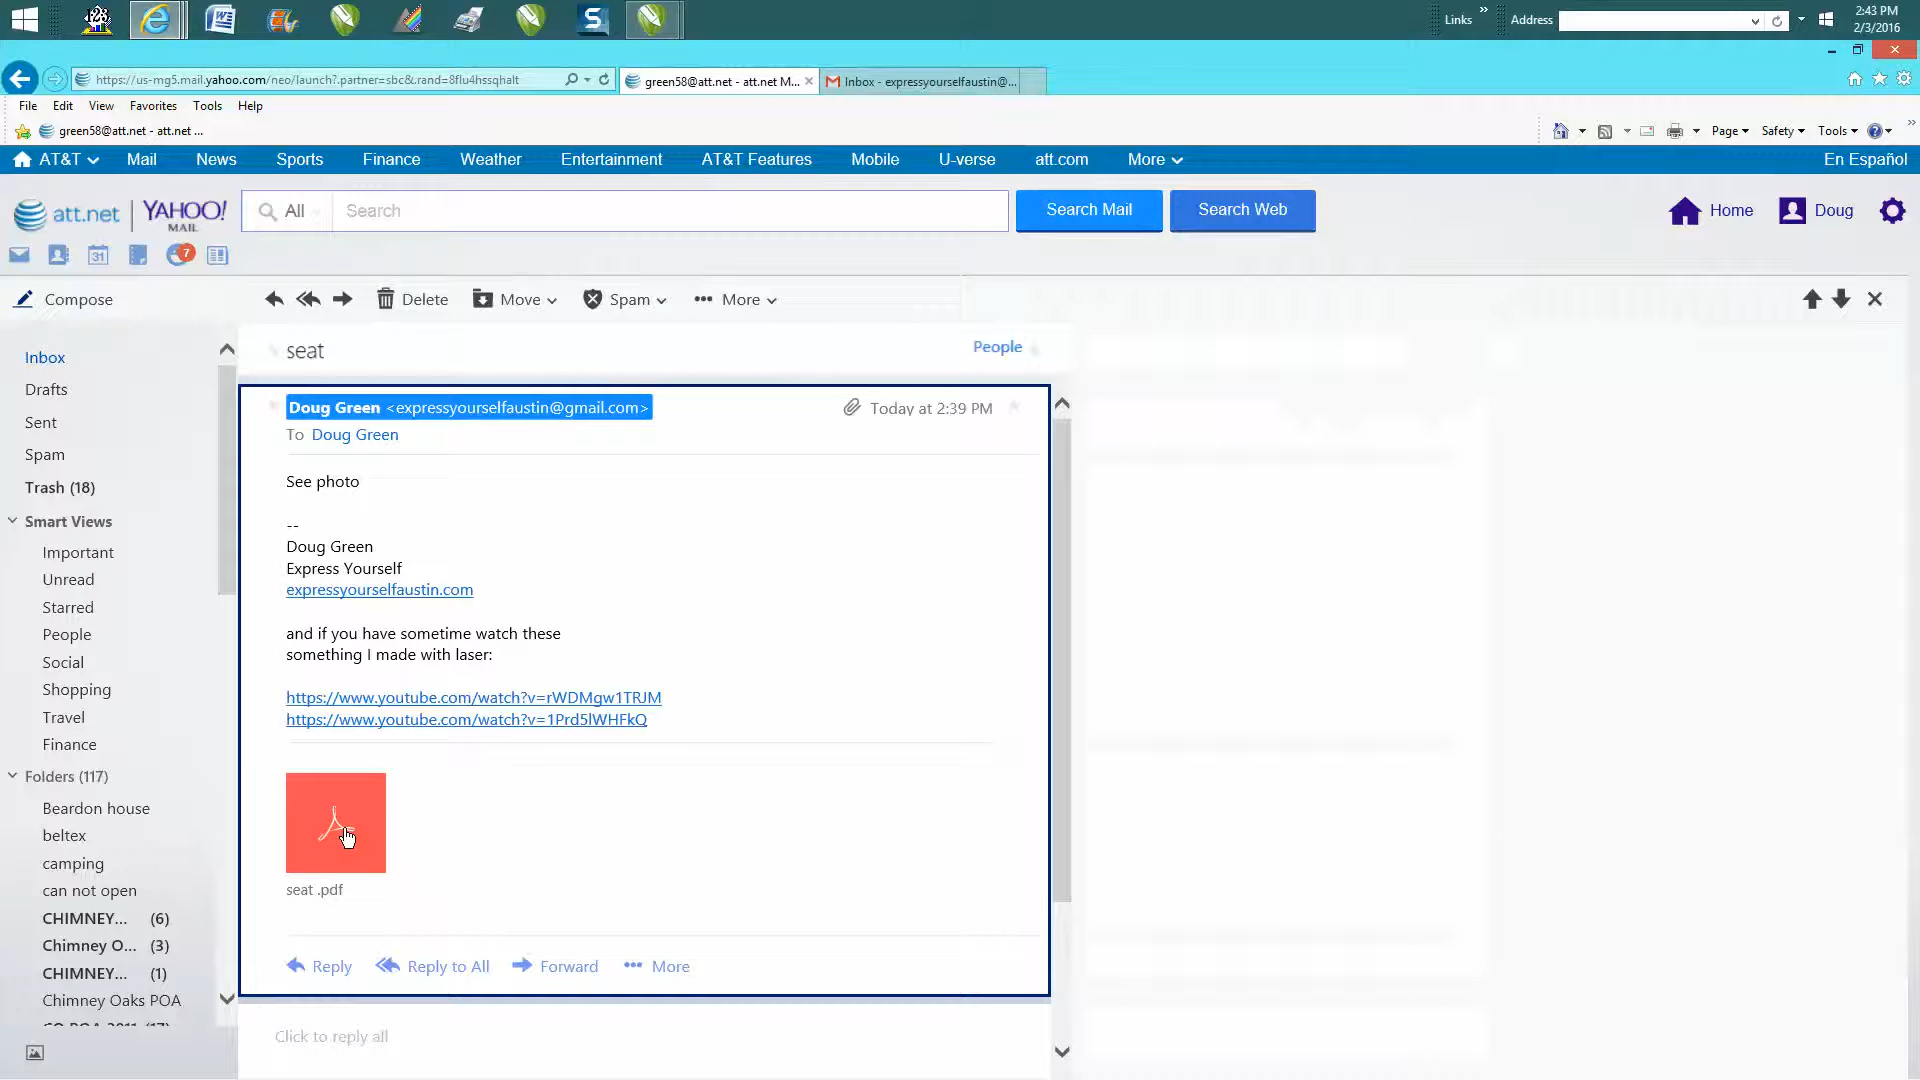 Links » Address 2:43 PM
2/3/2016
https://us-mg5.mail.yahoo.com/neo/launch?.partner=sbc&.rand=8flu4hssqhalt green58@att.net - att.net M... Inbox - expressyourselfaustin@...
File Edit View Favorites Tools Help
green58@att.net - att.net ... Page Safety Tools »
AT&T Mail News Sports Finance Weather Entertainment AT&T Features Mobile U-verse att.com More En Español
att.net YAHOO! MAIL All Search Search Mail Search Web Home Doug
31 7
Compose Delete Move Spam More
seat People
Inbox
Drafts
Sent
Spam
Trash (18)
Smart Views
Important
Unread
Starred
People
Social
Shopping
Travel
Finance
Folders (117)
Beardon house
beltex
camping
can not open
CHIMNEY... (6)
Chimney O... (3)
CHIMNEY... (1)
Chimney Oaks POA
Doug Green <expressyourselfaustin@gmail.com> Today at 2:39 PM
To Doug Green
See photo
--
Doug Green
Express Yourself
expressyourselfaustin.com
and if you have sometime watch these
something I made with laser:
https://www.youtube.com/watch?v=rWDMgw1TRJM
https://www.youtube.com/watch?v=1Prd5lWHFkQ
seat .pdf
Reply Reply to All Forward More
Click to reply all